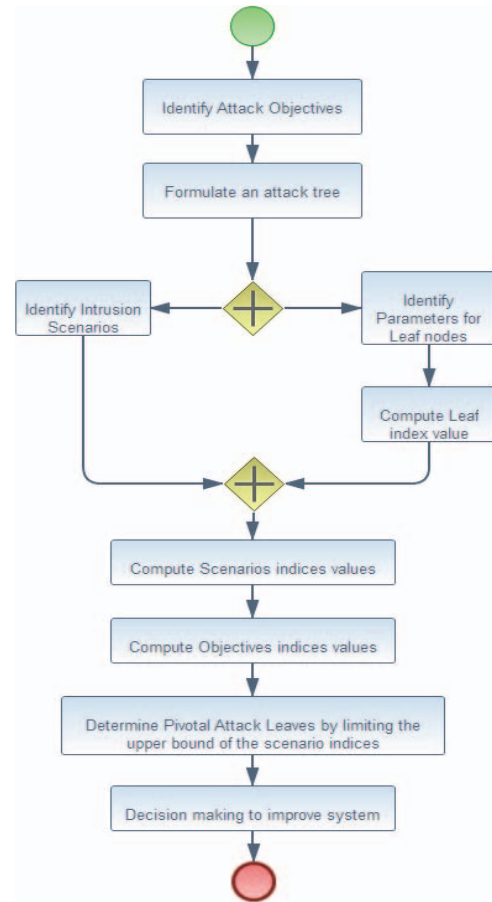 Identify Attack Objectives
Formulate an attack tree
Identify Intrusion
Scenarios
Identify
Parameters for
Leaf nodes
Compute Leaf
index value
Compute Scenarios indices values
Compute Objectives indices values
Determine Pivotal Attack Leaves by limiting the
upper bound of the scenario indices
Decision making to improve system